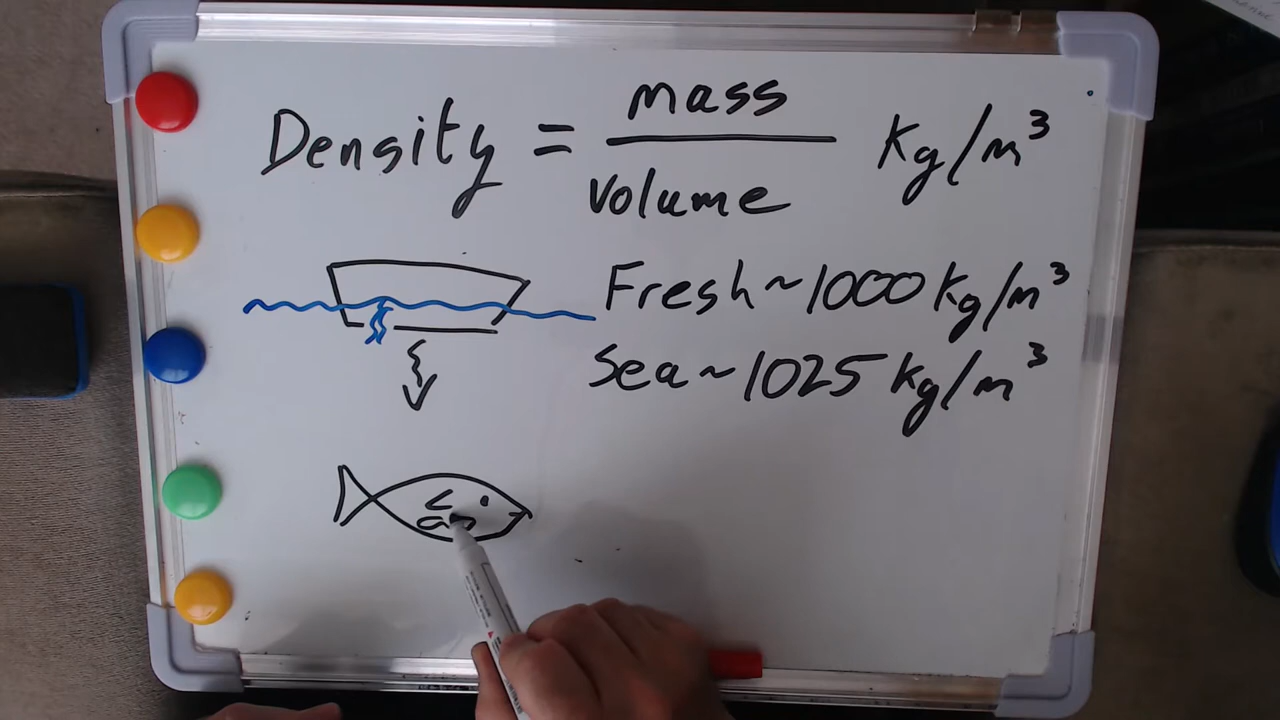 Density = mass / volume Kg/m³
Fresh ~ 1000 Kg/m³
Sea ~ 1025 Kg/m³